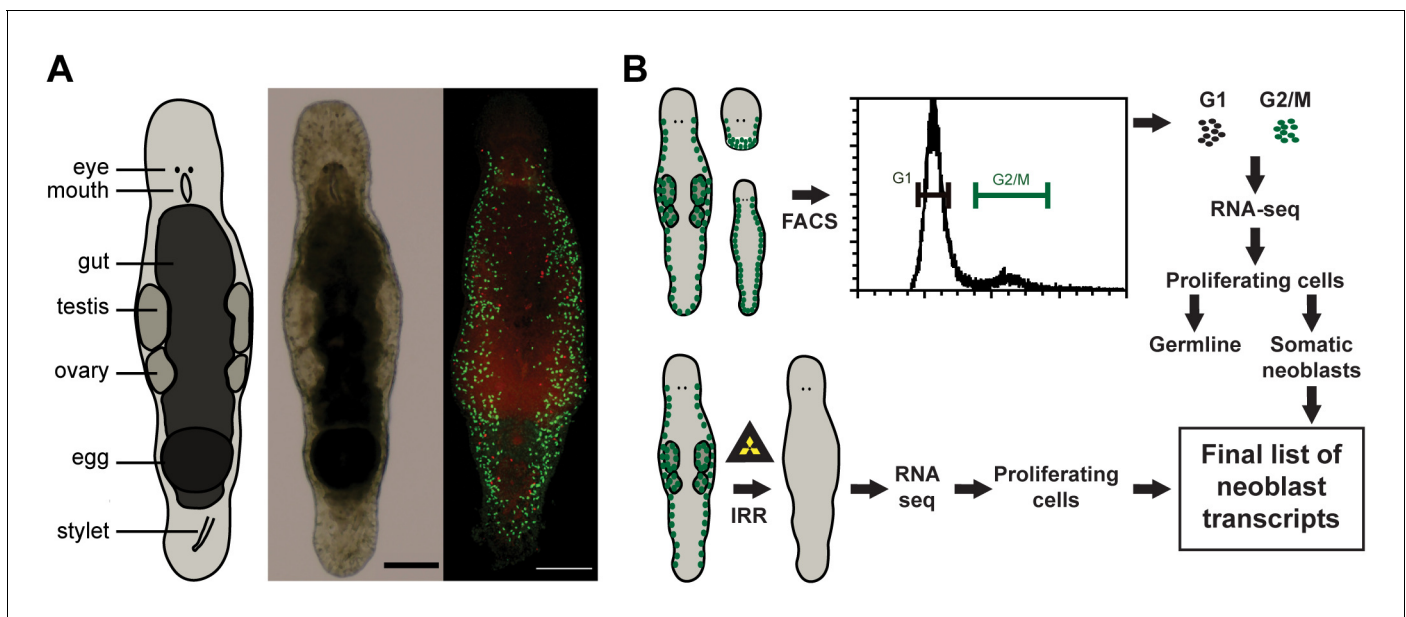 A
eye
mouth
gut
testis
ovary
egg
stylet
B
FACS
G1
G2/M
G1 G2/M
RNA-seq
Proliferating cells
Germline
Somatic
neoblasts
IRR
RNA
seq
Proliferating
cells
Final list of
neoblast
transcripts